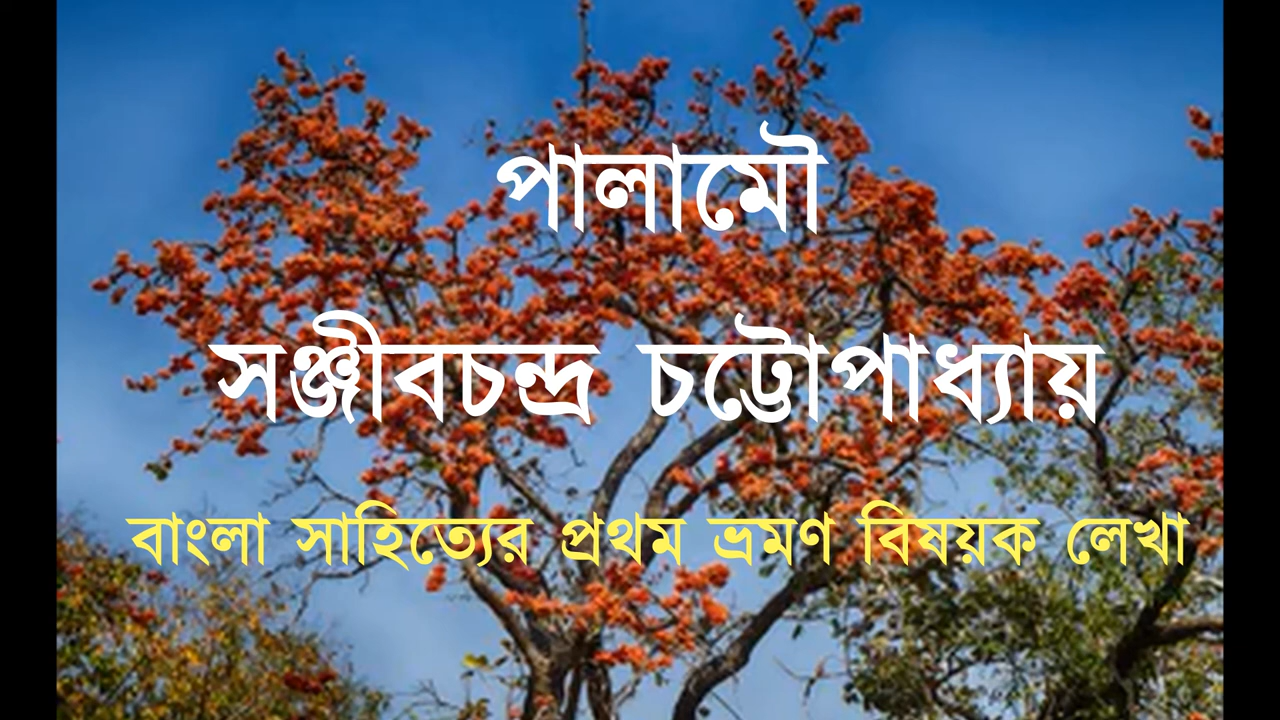 পালামৌ
সঞ্জীবচন্দ্র চট্টোপাধ্যায়
বাংলা সাহিত্যের প্রথম ভ্রমণ বিষয়ক লেখা